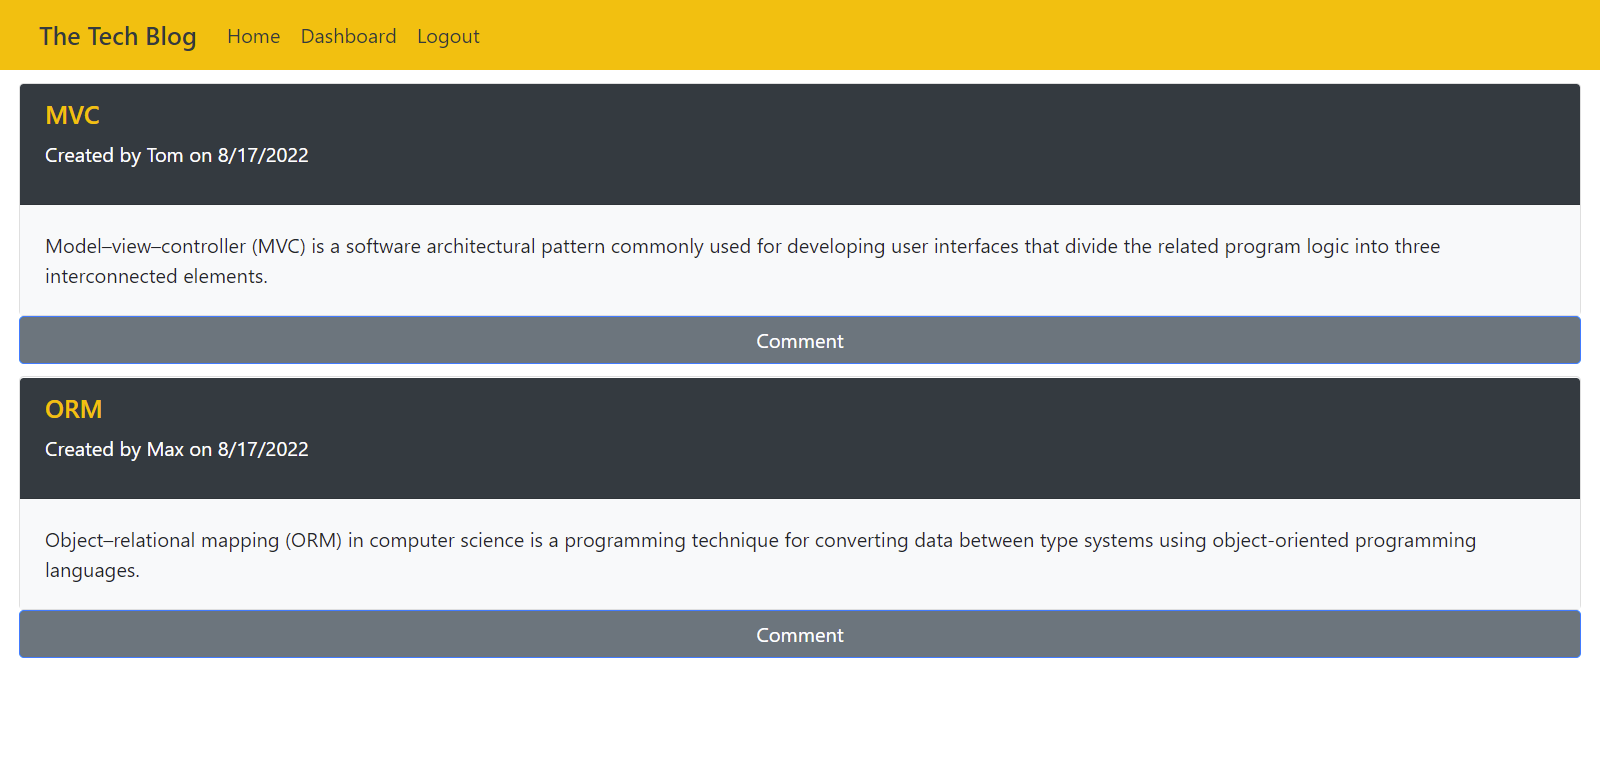 The Tech Blog Home Dashboard Logout
MVC
Created by Tom on 8/17/2022
Model–view–controller (MVC) is a software architectural pattern commonly used for developing user interfaces that divide the related program logic into three
interconnected elements.
Comment
ORM
Created by Max on 8/17/2022
Object–relational mapping (ORM) in computer science is a programming technique for converting data between type systems using object-oriented programming
languages.
Comment